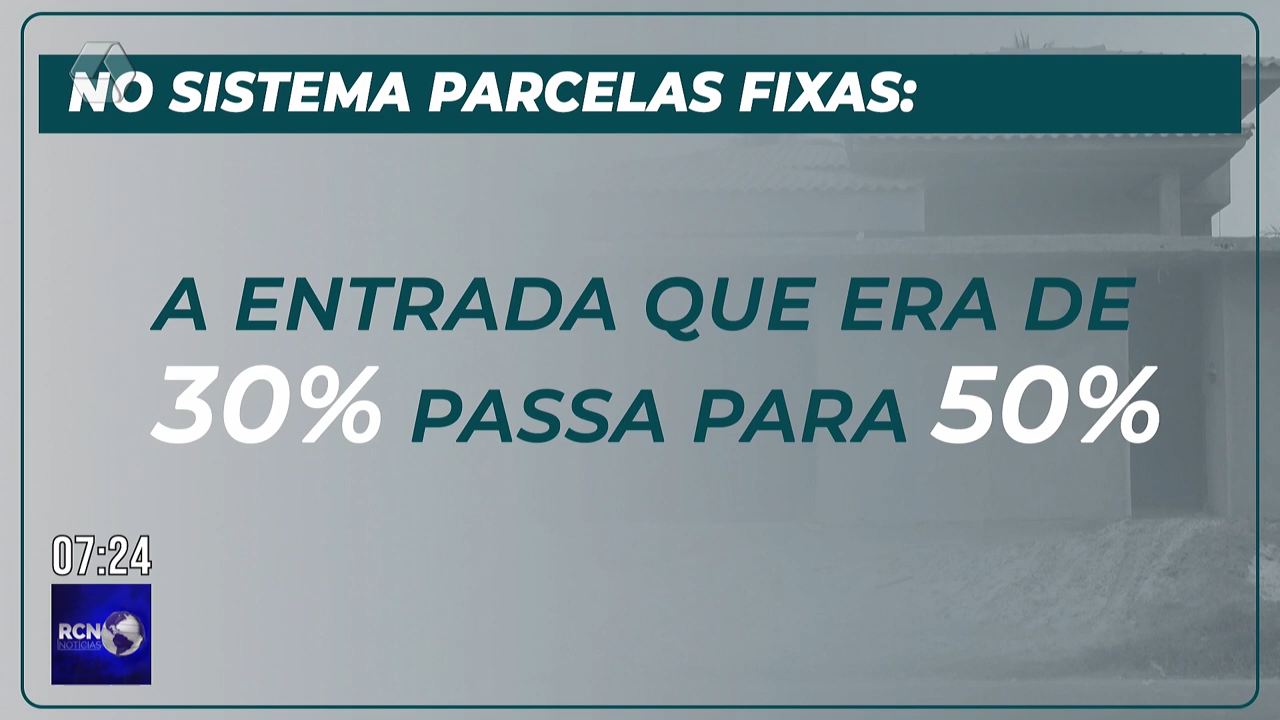 NO SISTEMA PARCELAS FIXAS:
A ENTRADA QUE ERA DE
30% PASSA PARA 50%
07:24
RCN
NOTÍCIAS